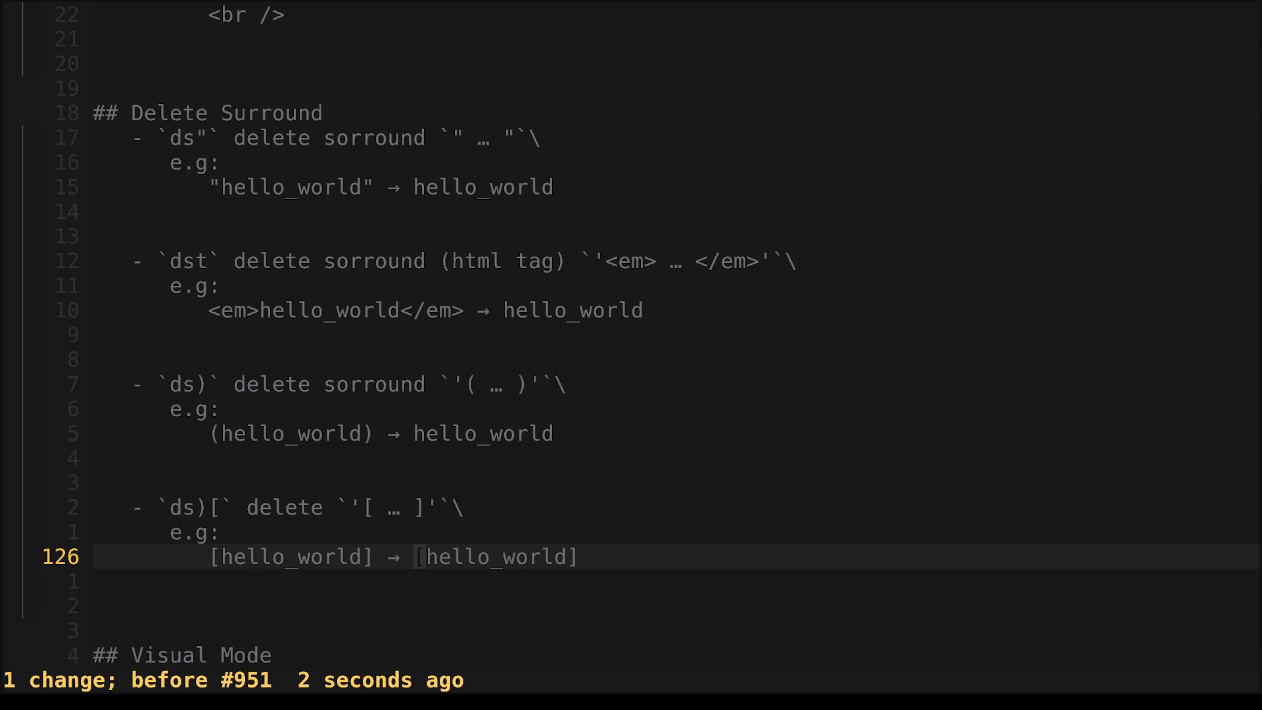 22 <br />
21
20
19
18 ## Delete Surround
17 - `ds"` delete sorround `" … "`\
16 e.g:
15 "hello_world" → hello_world
14
13
12 - `dst` delete sorround (html tag) `'<em> … </em>'`\
11 e.g:
10 <em>hello_world</em> → hello_world
9
8
7 - `ds)` delete sorround `'( … )'`\
6 e.g:
5 (hello_world) → hello_world
4
3
2 - `ds)[` delete `'[ … ]'`\
1 e.g:
126 [hello_world] → [hello_world]
1
2
3
4 ## Visual Mode
1 change; before #951 2 seconds ago